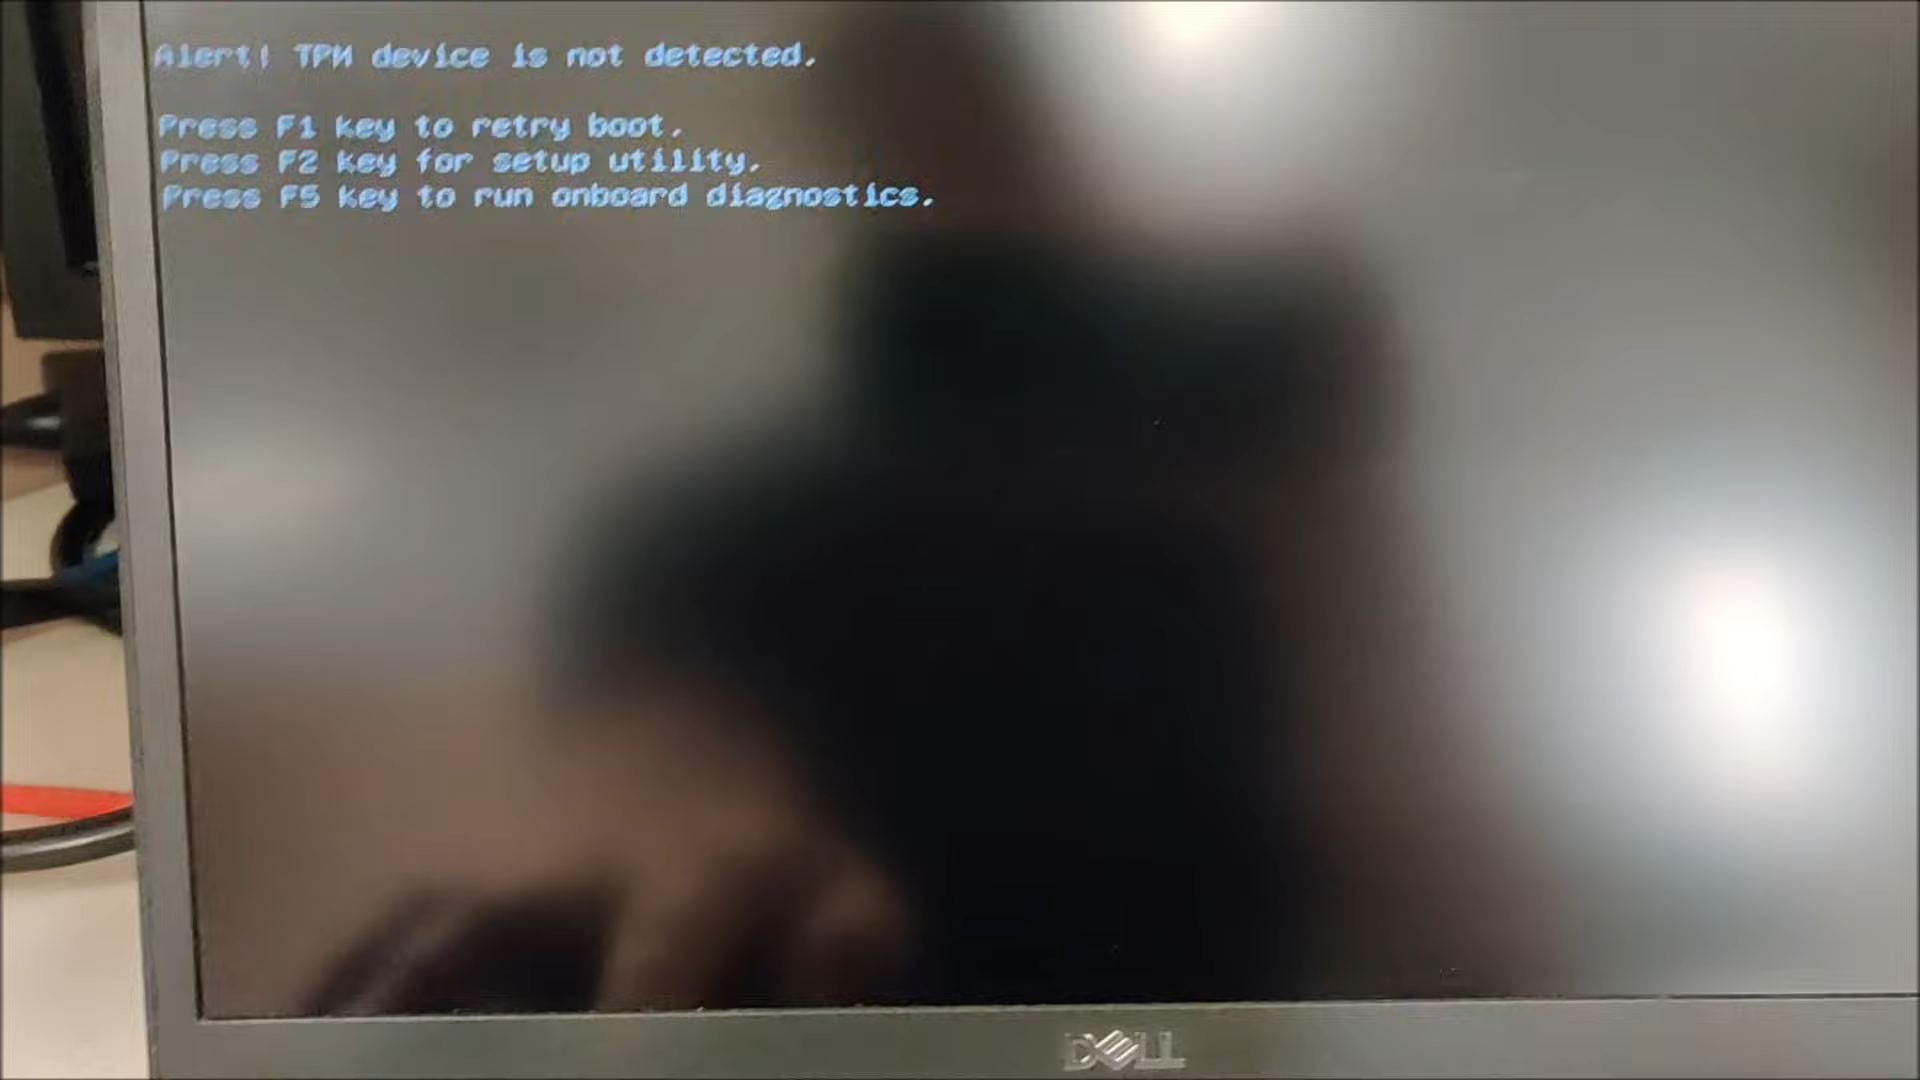 Alert! TPM device is not detected.
Press F1 key to retry boot.
Press F2 key for setup utility.
Press F5 key to run onboard diagnostics.
DELL